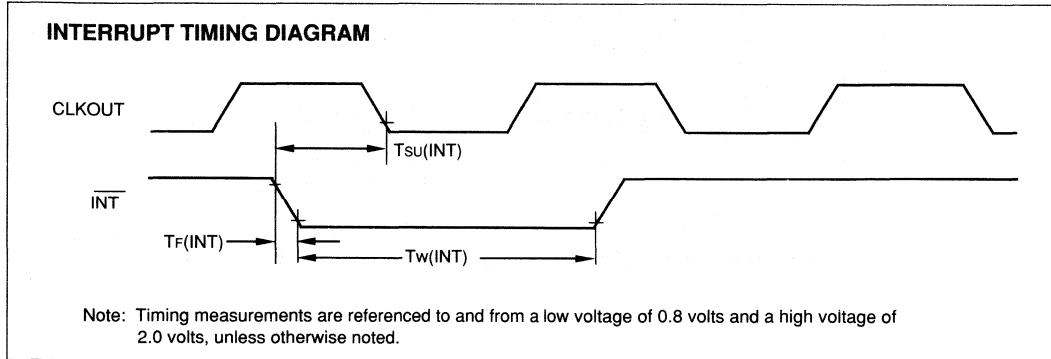 INTERRUPT TIMING DIAGRAM
CLKOUT
TSU(INT)
INT
TF(INT)
TW(INT)
Note: Timing measurements are referenced to and from a low voltage of 0.8 volts and a high voltage of
2.0 volts, unless otherwise noted.